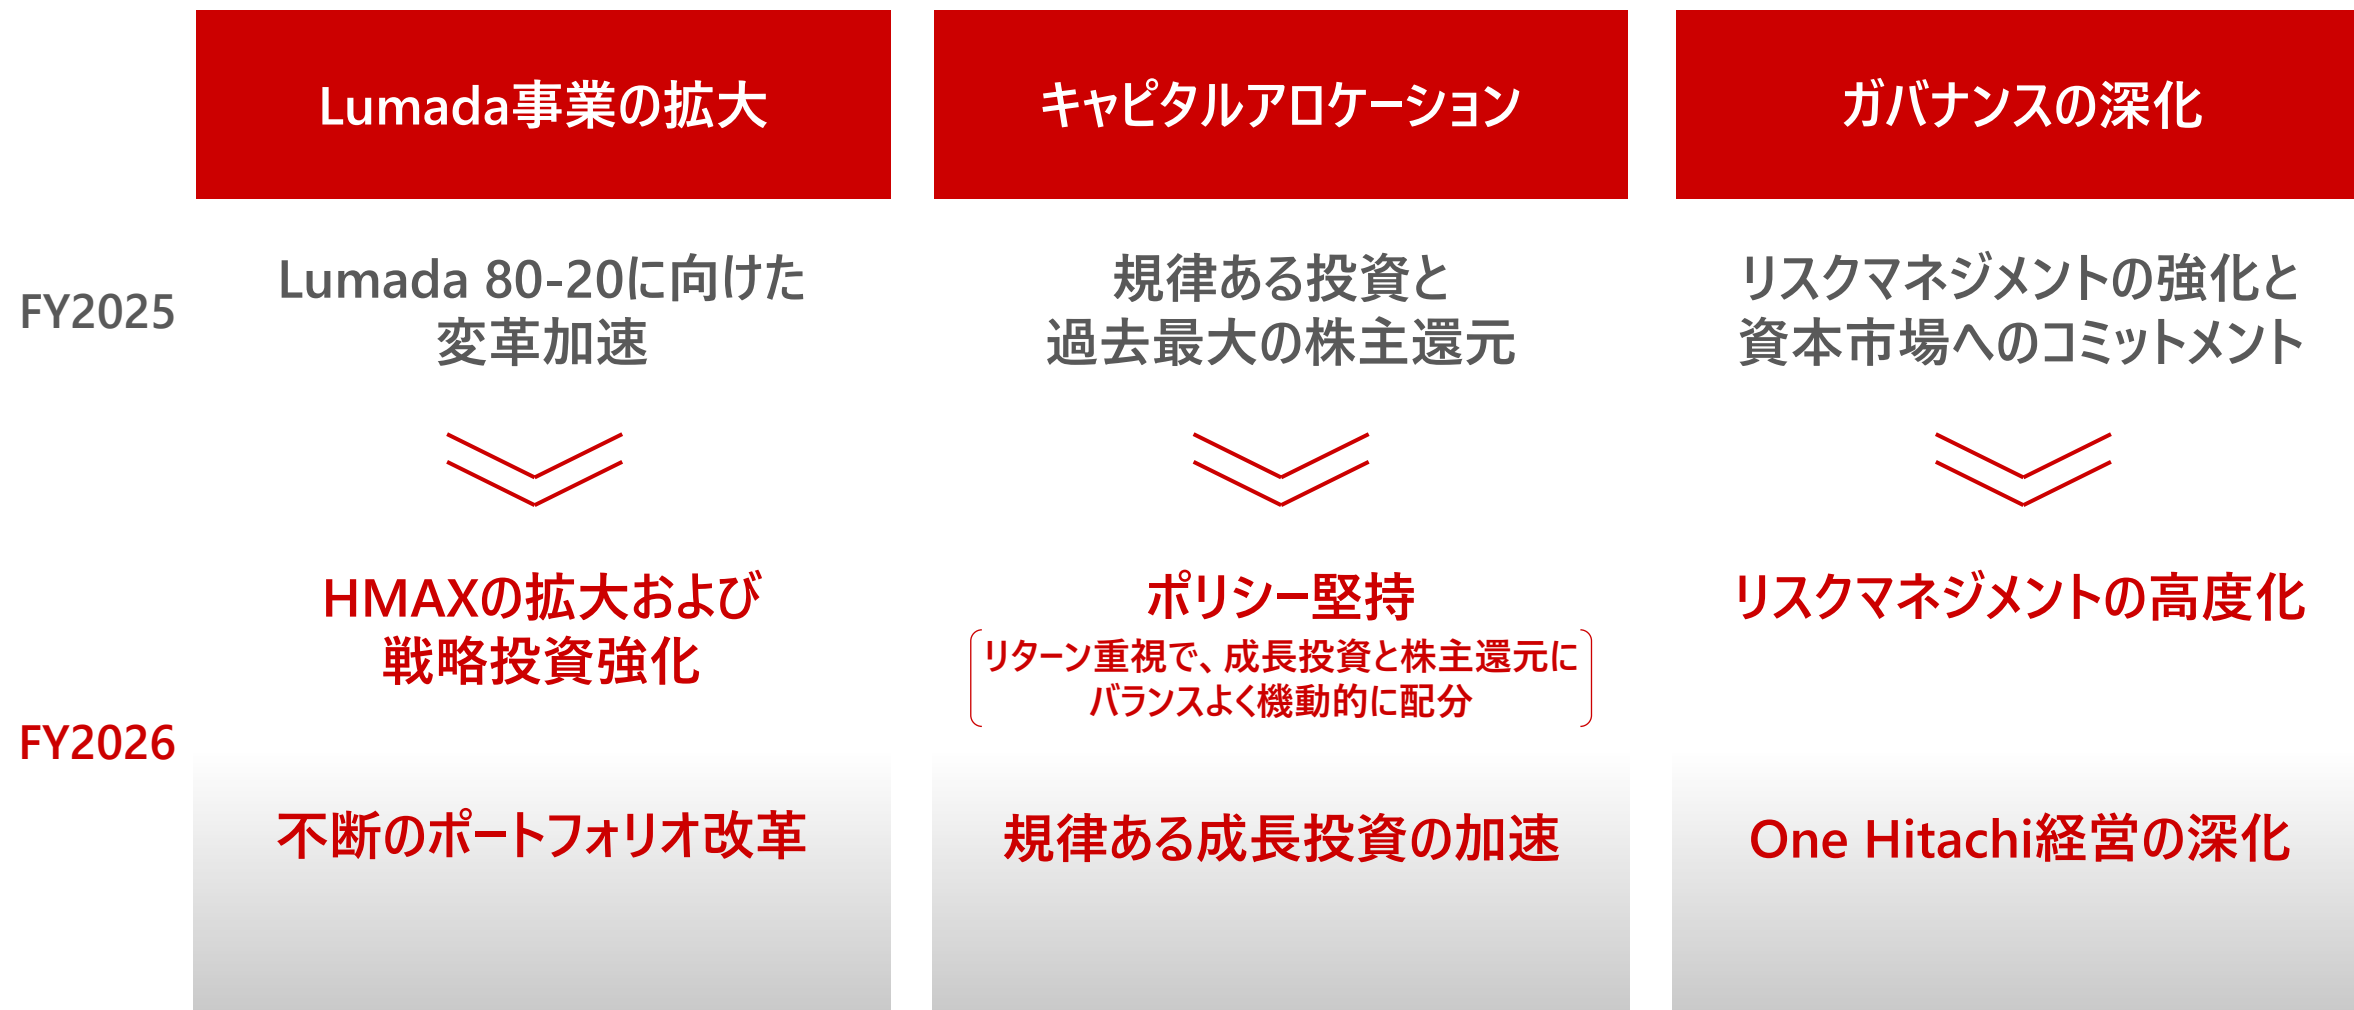 Lumada事業の拡大
キャピタルアロケーション
ガバナンスの深化
FY2025
Lumada 80-20に向けた
変革加速
規律ある投資と
過去最大の株主還元
リスクマネジメントの強化と
資本市場へのコミットメント
FY2026
HMAXの拡大および
戦略投資強化
ポリシー堅持
リターン重視で、成長投資と株主還元に
バランスよく機動的に配分
リスクマネジメントの高度化
不断のポートフォリオ改革
規律ある成長投資の加速
One Hitachi経営の深化